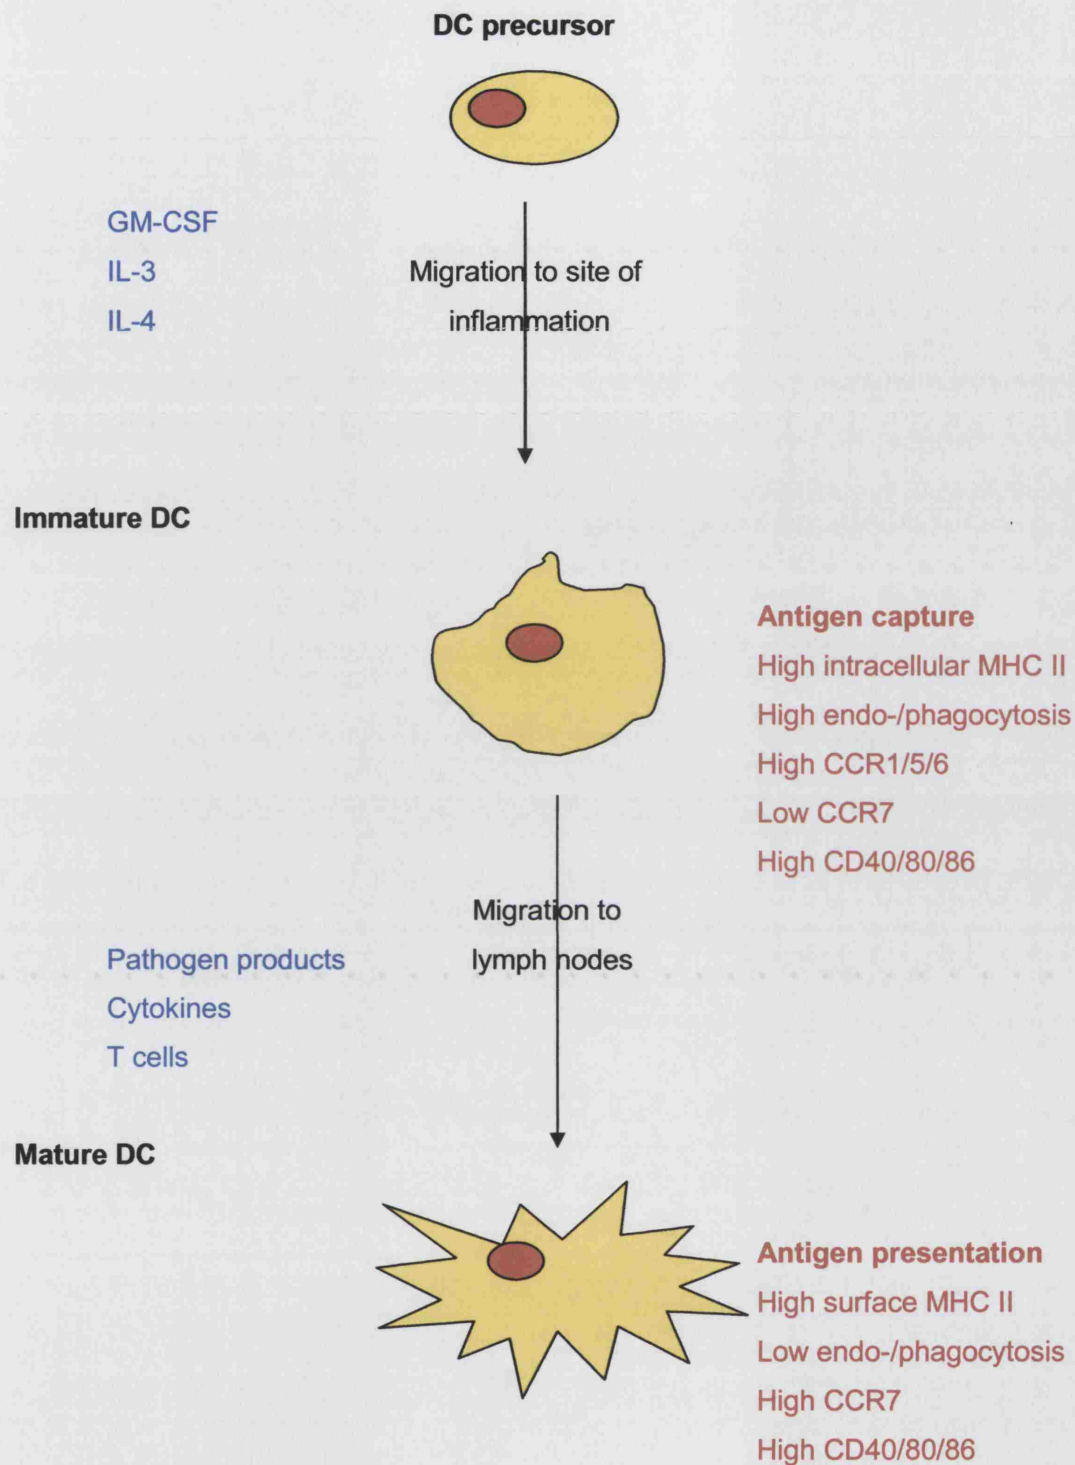 DC precursor
GM-CSF
IL-3
IL-4
Migration to site of
inflammation
Immature DC
Antigen capture
High intracellular MHC II
High endo-/phagocytosis
High CCR1/5/6
Low CCR7
High CD40/80/86
Migration to
lymph nodes
Pathogen products
Cytokines
T cells
Mature DC
Antigen presentation
High surface MHC II
Low endo-/phagocytosis
High CCR7
High CD40/80/86